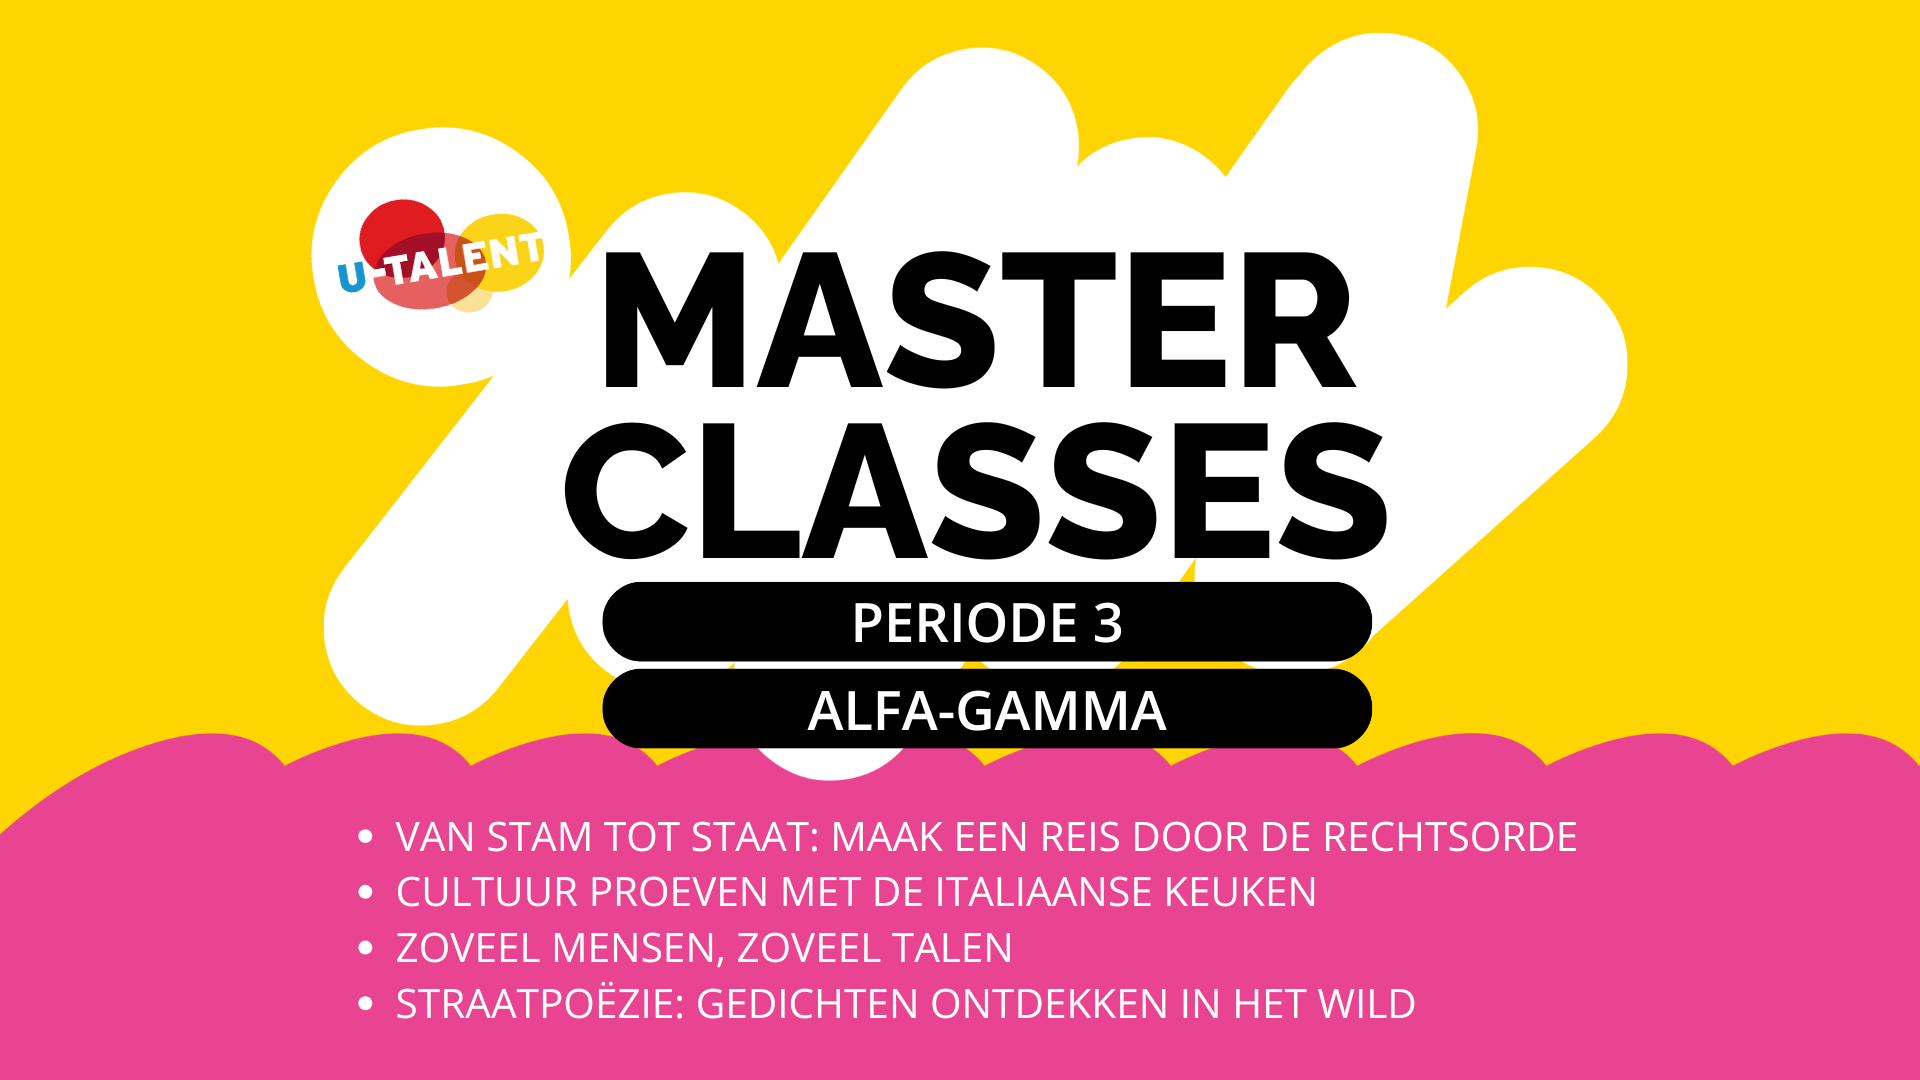 U-TALENT
MASTER
CLASSES
PERIODE 3
ALFA-GAMMA
• VAN STAM TOT STAAT: MAAK EEN REIS DOOR DE RECHTSORDE
• CULTUUR PROEVEN MET DE ITALIAANSE KEUKEN
• ZOVEEL MENSEN, ZOVEEL TALEN
• STRAATPOËZIE: GEDICHTEN ONTDEKKEN IN HET WILD